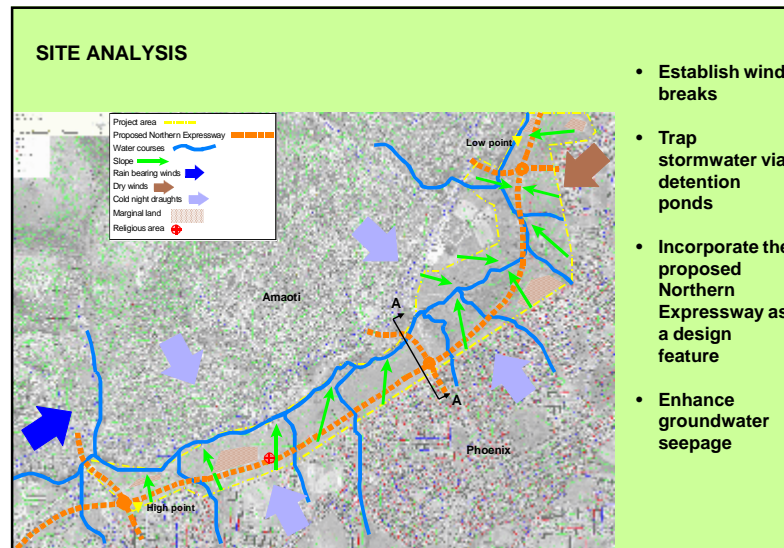 SITE ANALYSIS
Project area
Proposed Northern Expressway
Water courses
Slope
Rain bearing winds
Dry winds
Cold night draughts
Marginal land
Religious area
Low point
Amaoti
A
A
Phoenix
High point
• Establish wind
breaks
• Trap
stormwater via
detention
ponds
• Incorporate the
proposed
Northern
Expressway as
a design
feature
• Enhance
groundwater
seepage